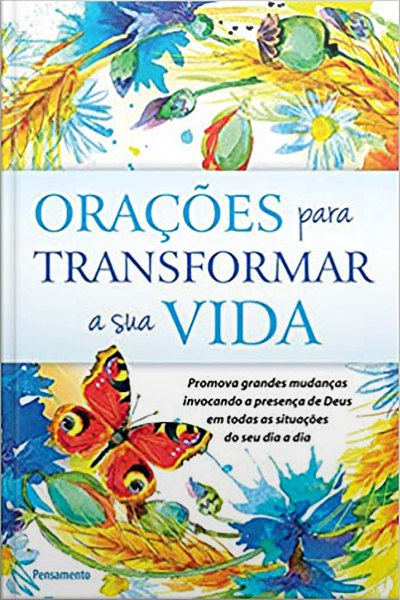 ORAÇÕES para
TRANSFORMAR
a sua VIDA
Promova grandes mudanças
invocando a presença de Deus
em todas as situações
do seu dia a dia
Pensamento